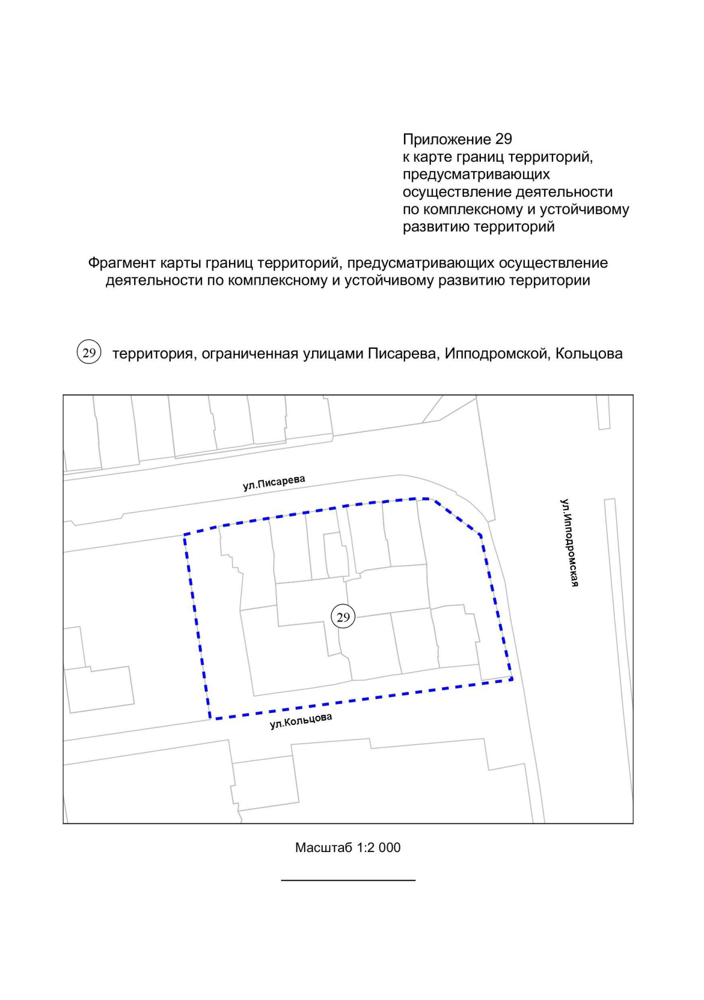 Приложение 29
к карте границ территорий,
предусматривающих
осуществление деятельности
по комплексному и устойчивому
развитию территорий
Фрагмент карты границ территорий, предусматривающих осуществление
деятельности по комплексному и устойчивому развитию территории
29 территория, ограниченная улицами Писарева, Ипподромской, Кольцова
ул.Писарева
ул.Ипподромская
29
ул.Кольцова
Масштаб 1:2 000